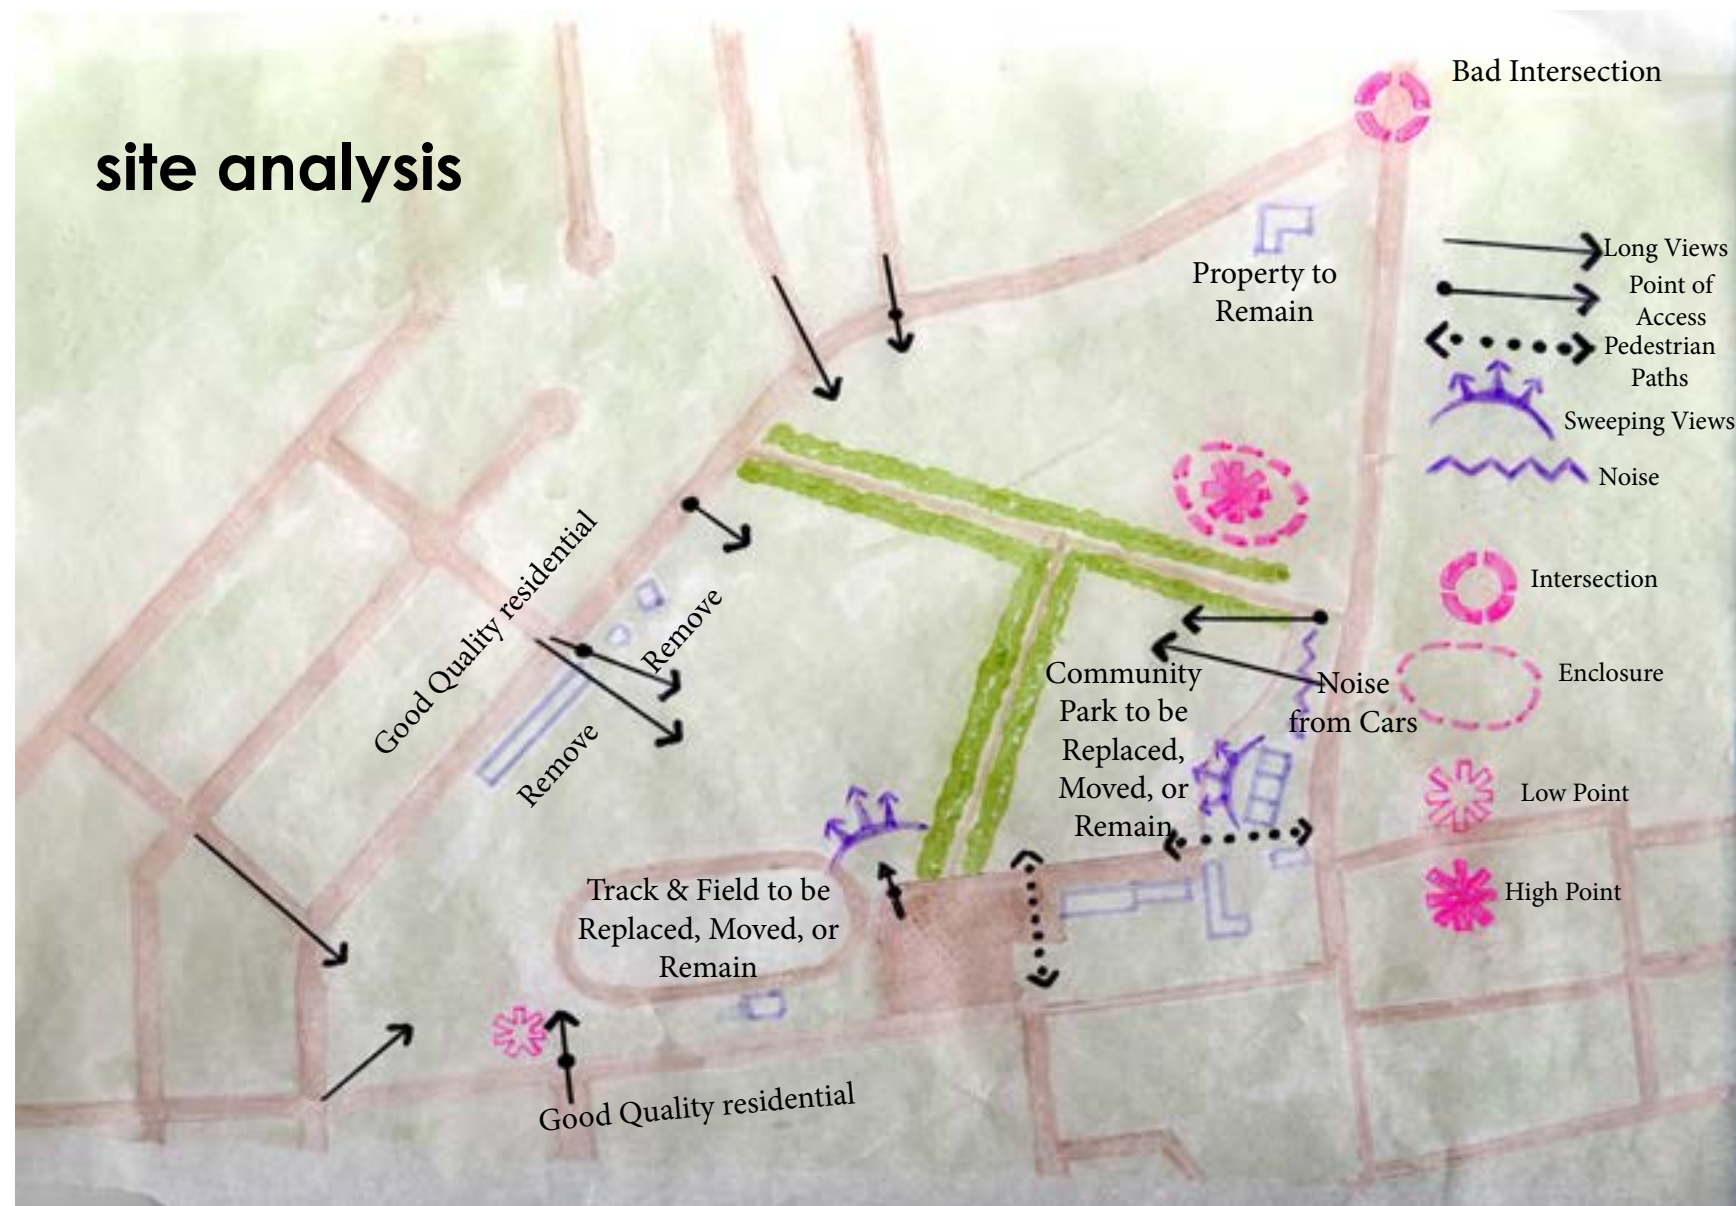 Bad Intersection
site analysis
Property to
Remain
Long Views
Point of
Access
Pedestrian
Paths
Sweeping Views
Noise
Good Quality residential
Remove
Remove
Intersection
Enclosure
Community
Park to be
Replaced,
Moved, or
Remain
Noise
from Cars
Low Point
High Point
Track & Field to be
Replaced, Moved, or
Remain
Good Quality residential